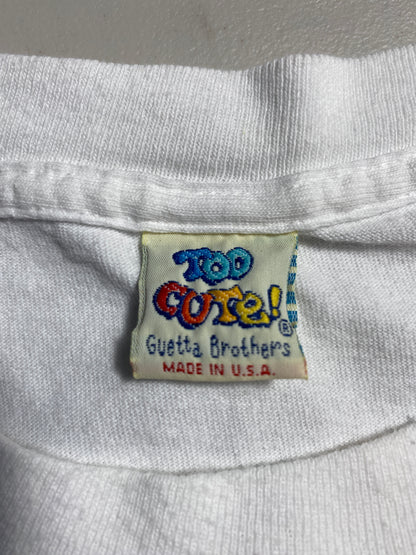 TOO
CUTe!®
Guetta Brothers
MADE IN U.S.A.